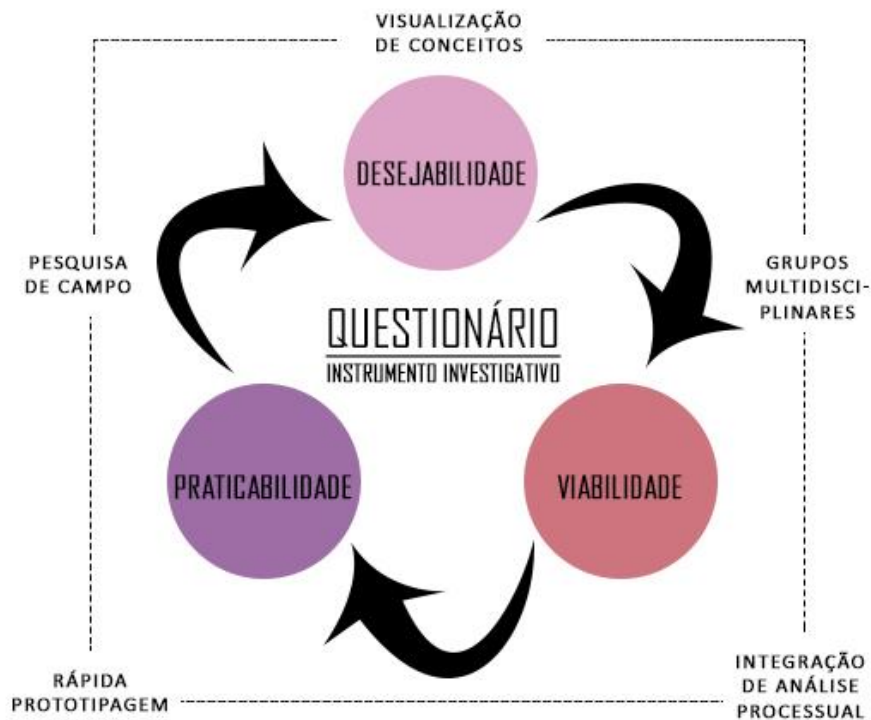 VISUALIZAÇÃO
DE CONCEITOS
DESEJABILIDADE
PESQUISA
DE CAMPO
GRUPOS
MULTIDISCI-
PLINARES
QUESTIONÁRIO
INSTRUMENTO INVESTIGATIVO
PRATICABILIDADE
VIABILIDADE
RÁPIDA
PROTOTIPAGEM
INTEGRAÇÃO
DE ANÁLISE
PROCESSUAL